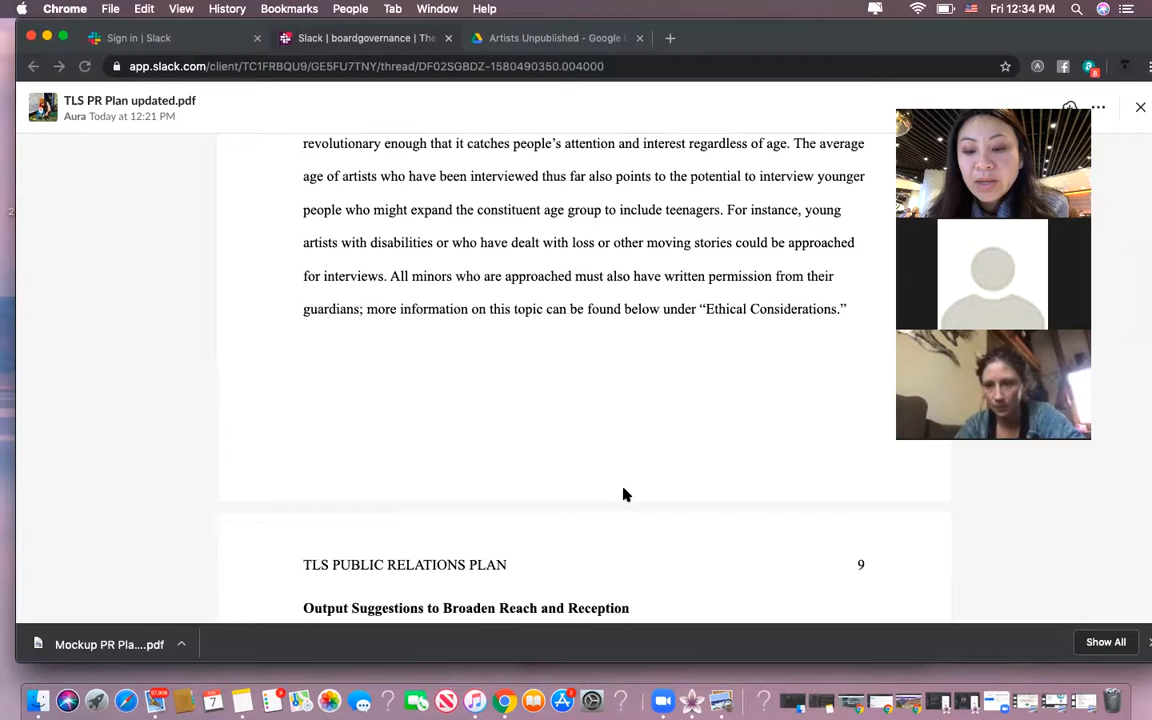 Chrome File Edit View History Bookmarks People Tab Window Help Fri 12:34 PM
Sign in | Slack Slack | boardgovernance | The Artists Unpublished - Google
app.slack.com/client/TC1FRBQU9/GE5FU7TNY/thread/DF02SGBDZ-1580490350.004000
TLS PR Plan updated.pdf
Aura Today at 12:21 PM
revolutionary enough that it catches people’s attention and interest regardless of age. The average
age of artists who have been interviewed thus far also points to the potential to interview younger
people who might expand the constituent age group to include teenagers. For instance, young
artists with disabilities or who have dealt with loss or other moving stories could be approached
for interviews. All minors who are approached must also have written permission from their
guardians; more information on this topic can be found below under “Ethical Considerations.”
TLS PUBLIC RELATIONS PLAN 9
Output Suggestions to Broaden Reach and Reception
Mockup PR Pla....pdf Show All
7